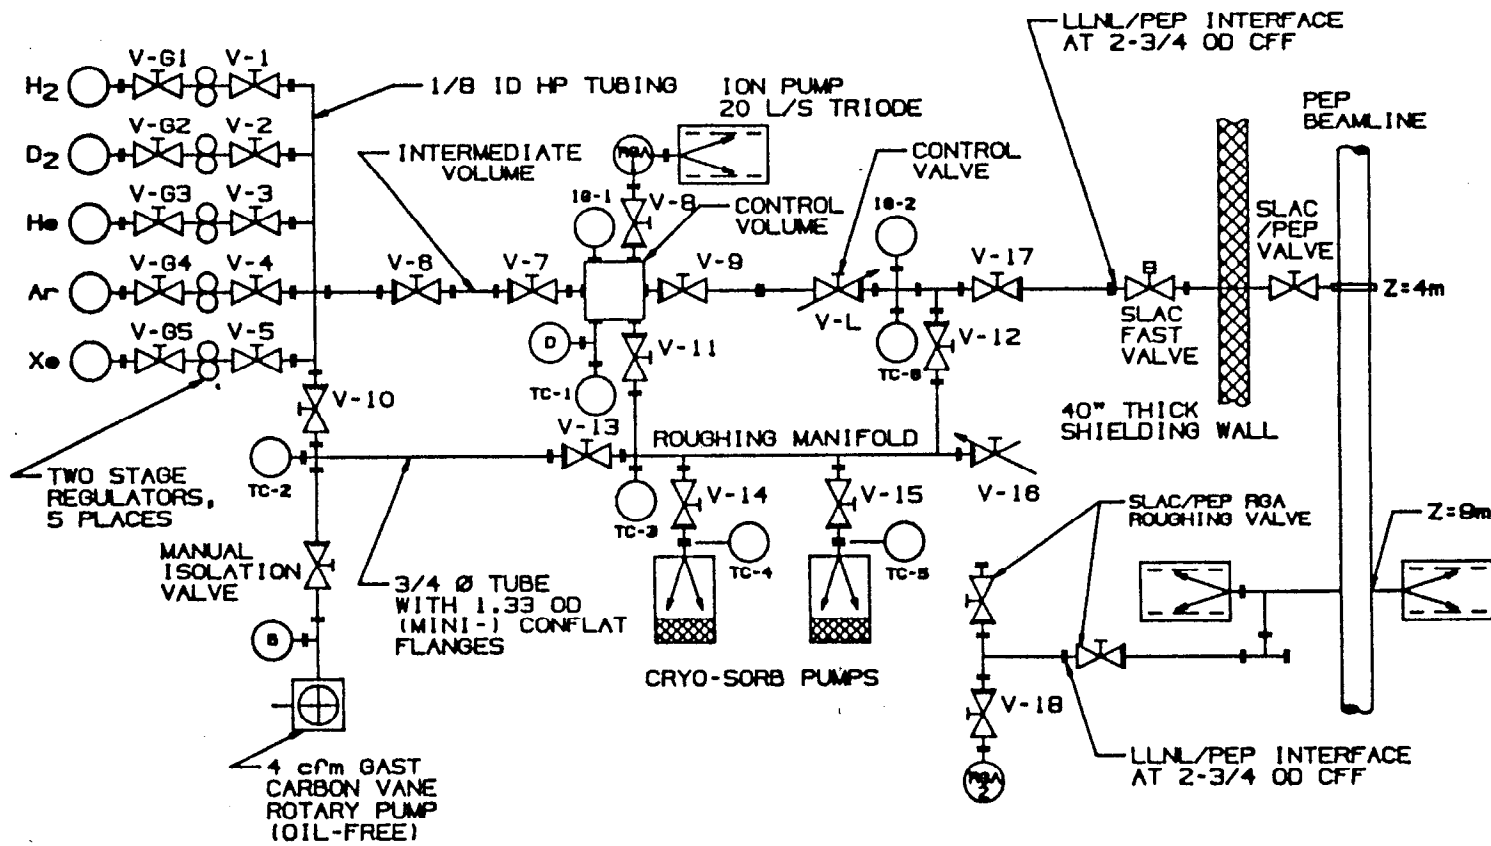 LLNL/PEP INTERFACE
AT 2-3/4 OD CFF
V-G1
V-1
H2
1/8 ID HP TUBING
ION PUMP
20 L/S TRIODE
PEP
BEAMLINE
V-G2
V-2
D2
INTERMEDIATE
VOLUME
RGA
1
CONTROL
VALVE
V-G3
V-3
He
IG-1
V-8
CONTROL
VOLUME
IG-2
SLAC
/PEP
VALVE
V-G4
V-4
Ar
V-6
V-7
V-9
V-17
Z=4m
V-L
SLAC
FAST
VALVE
V-G5
V-5
Xe
D
V-11
V-12
TC-1
TC-6
V-10
V-13
40" THICK
SHIELDING WALL
ROUGHING MANIFOLD
TC-2
TWO STAGE
REGULATORS,
5 PLACES
V-14
V-15
V-16
TC-3
SLAC/PEP RGA
ROUGHING VALVE
Z=9m
MANUAL
ISOLATION
VALVE
TC-4
TC-5
3/4 Ø TUBE
WITH 1.33 OD
(MINI-) CONFLAT
FLANGES
CRYO-SORB PUMPS
V-18
4 cfm GAST
CARBON VANE
ROTARY PUMP
(OIL-FREE)
LLNL/PEP INTERFACE
AT 2-3/4 OD CFF
RGA
2